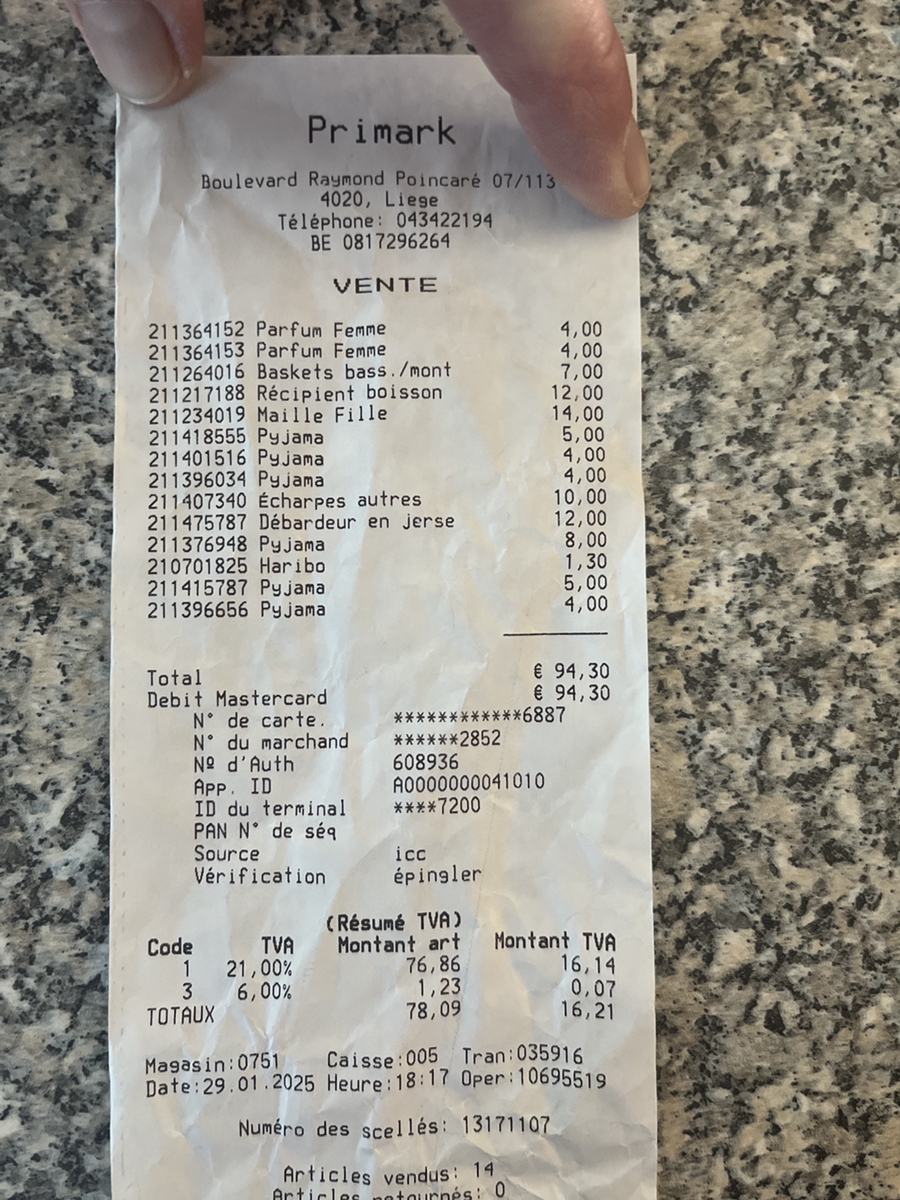 Primark
Boulevard Raymond Poincaré 07/113
4020, Liege
Téléphone: 043422194
BE 0817296264
VENTE
211364152 Parfum Femme 4,00
211364153 Parfum Femme 4,00
211264016 Baskets bass./mont 7,00
211217188 Récipient boisson 12,00
211234019 Maille Fille 14,00
211418555 Pyjama 5,00
211401516 Pyjama 4,00
211396034 Pyjama 4,00
211407340 Écharpes autres 10,00
211475787 Débardeur en jerse 12,00
211376948 Pyjama 8,00
210701825 Haribo 1,30
211415787 Pyjama 5,00
211396656 Pyjama 4,00
Total € 94,30
Debit Mastercard € 94,30
N° de carte. ************6887
N° du marchand ******2852
Nº d'Auth 608936
App. ID A0000000041010
ID du terminal ****7200
PAN N° de séq
Source icc
Vérification épingler
(Résumé TVA)
Code TVA Montant art Montant TVA
1 21,00% 76,86 16,14
3 6,00% 1,23 0,07
TOTAUX 78,09 16,21
Magasin:0751 Caisse:005 Tran:035916
Date:29.01.2025 Heure:18:17 Oper:10695519
Numéro des scellés: 13171107
Articles vendus: 14
Articles retournés: 0